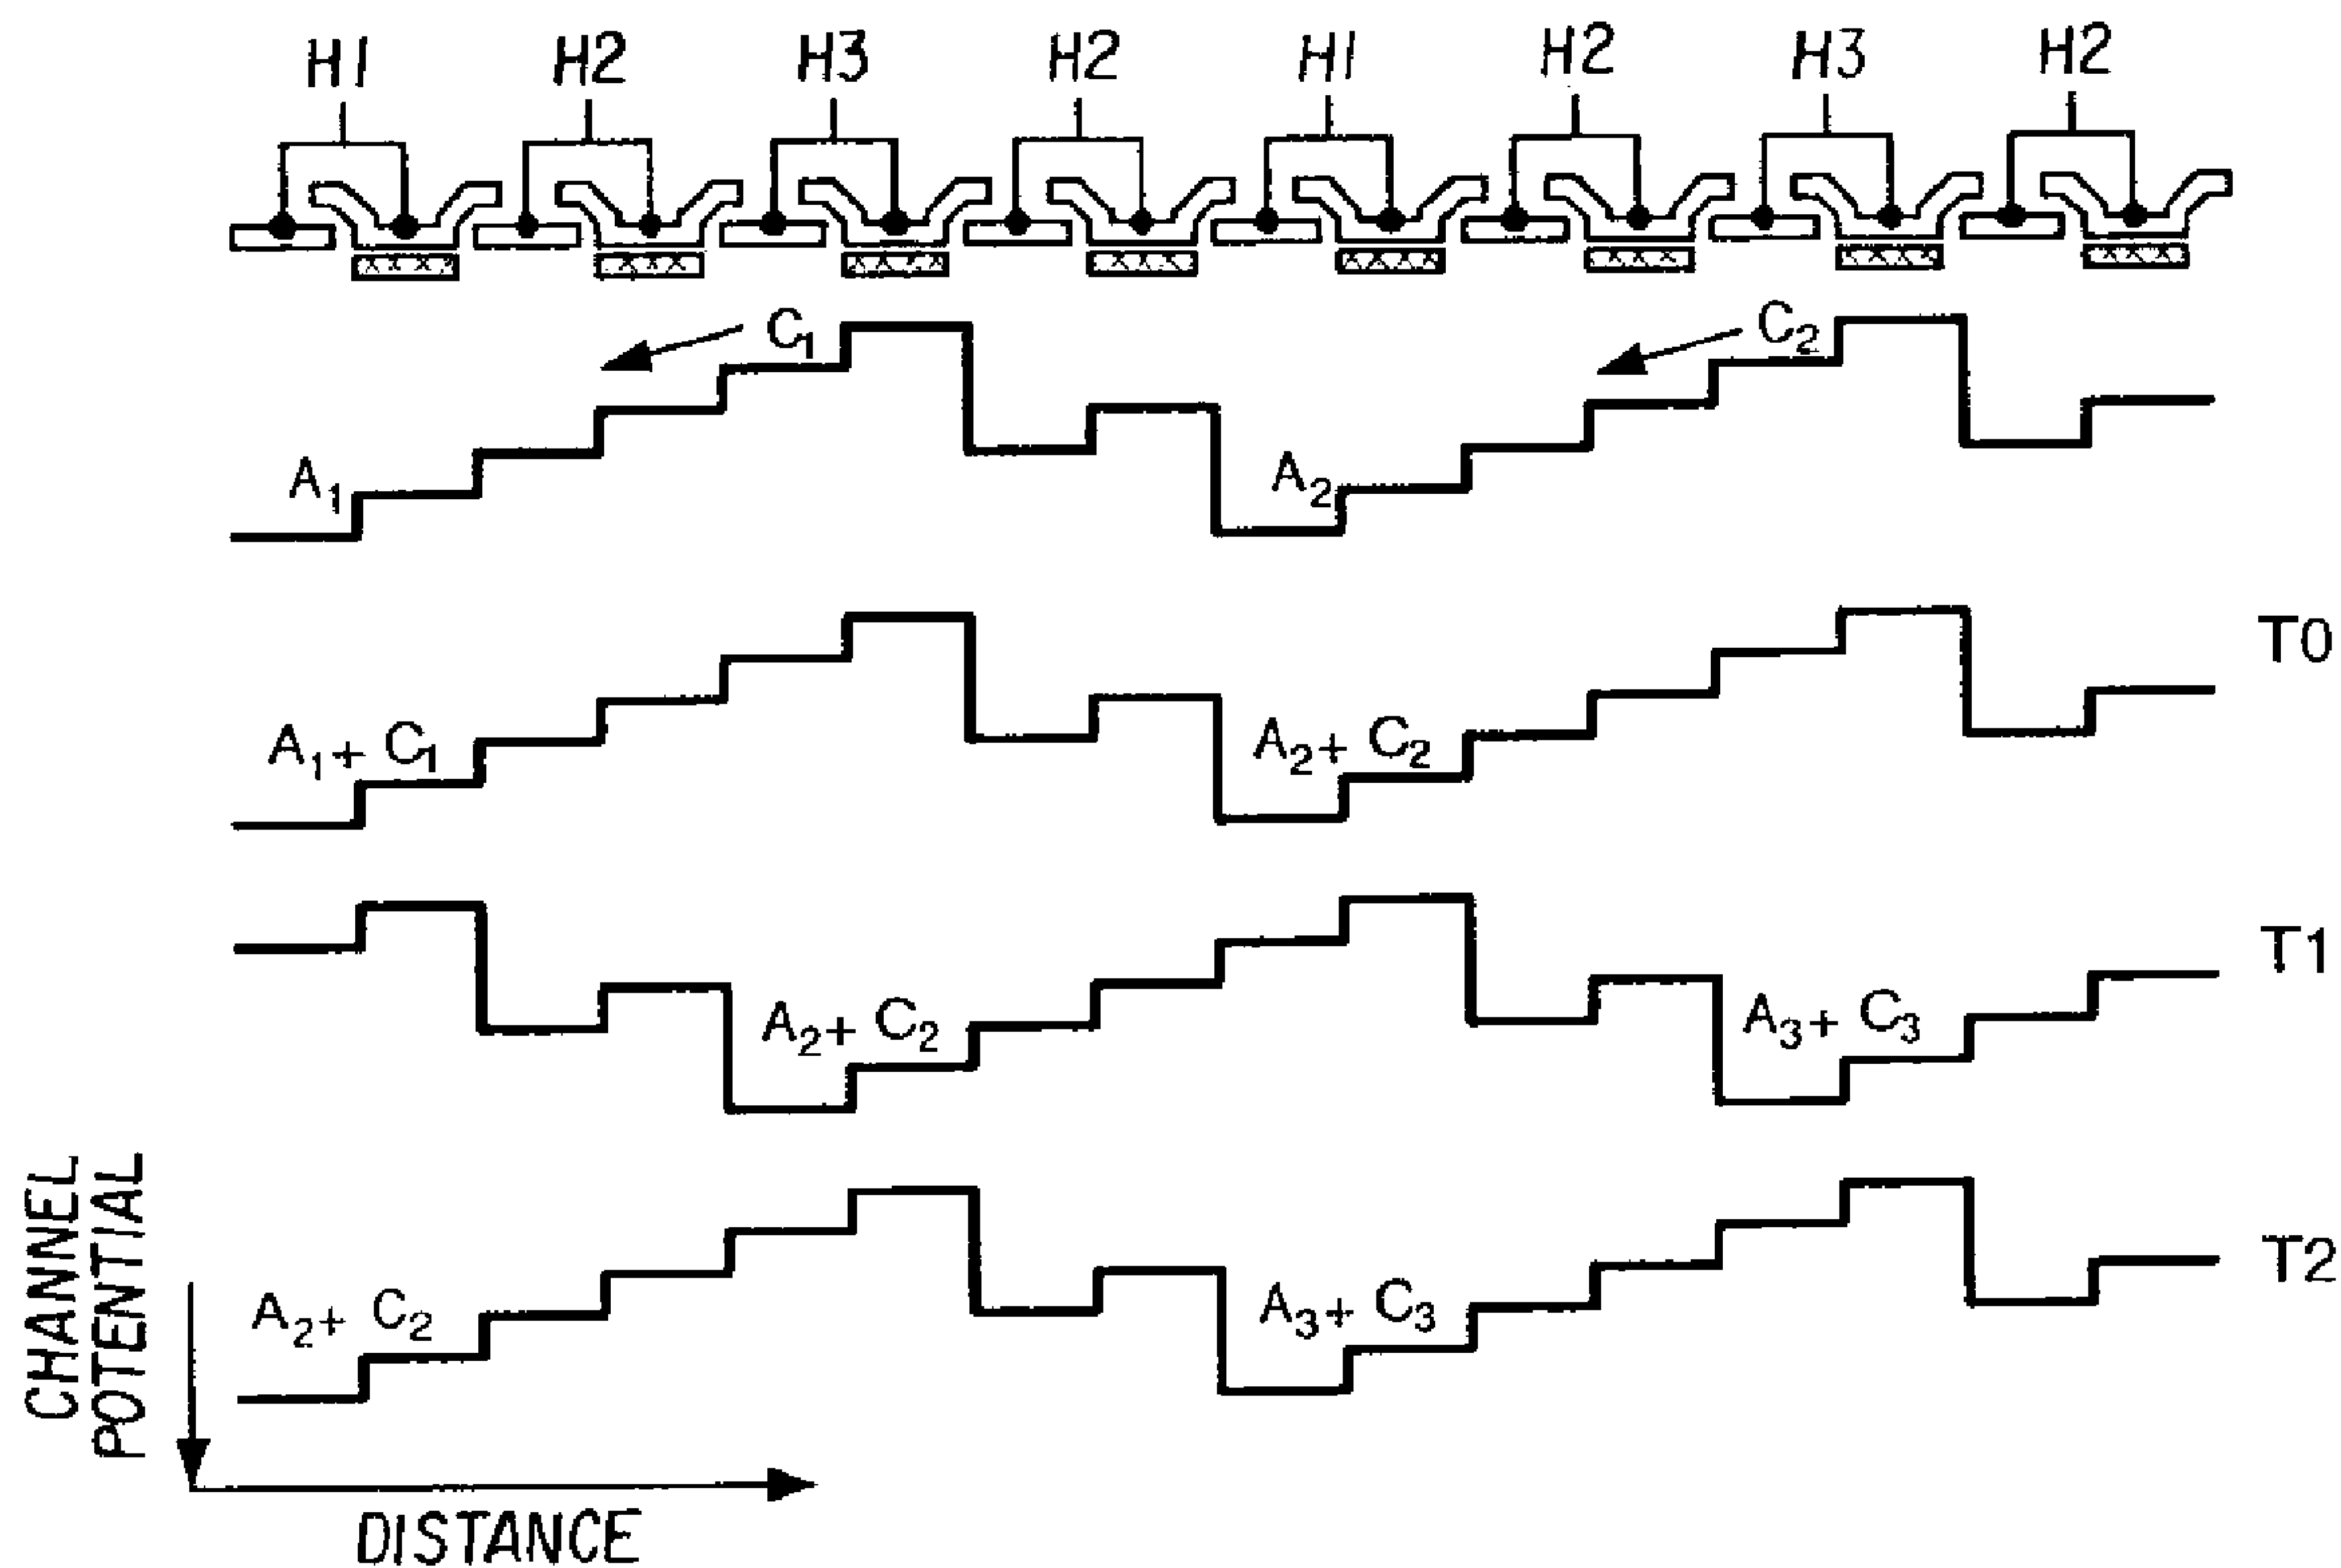 H1 H2 H3 H2 H1 H2 H3 H2
C1 C2
A1 A2
T0
A1+ C1 A2+ C2
T1
A2+ C2 A3+ C3
T2
A2+ C2 A3+ C3
CHANNEL
POTENTIAL
DISTANCE